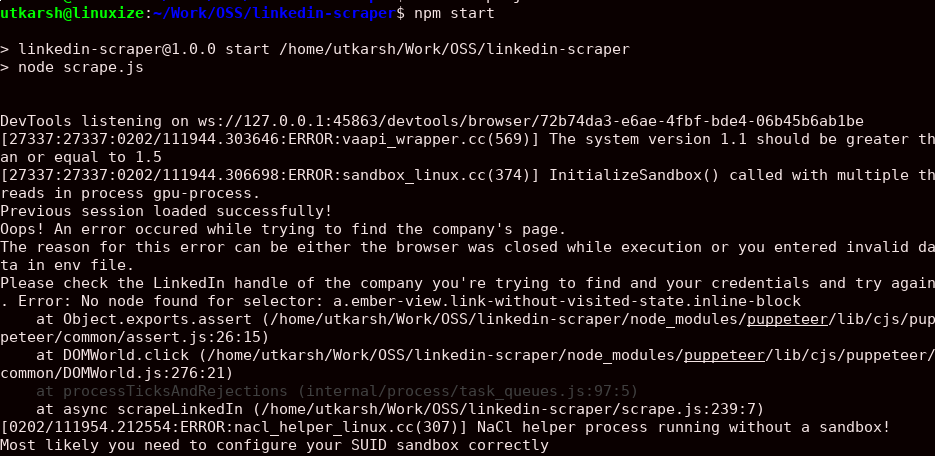 utkarsh@linuxize:~/Work/OSS/linkedin-scraper$ npm start
> linkedin-scraper@1.0.0 start /home/utkarsh/Work/OSS/linkedin-scraper
> node scrape.js
DevTools listening on ws://127.0.0.1:45863/devtools/browser/72b74da3-e6ae-4fbf-bde4-06b45b6ab1be
[27337:27337:0202/111944.303646:ERROR:vaapi_wrapper.cc(569)] The system version 1.1 should be greater th
an or equal to 1.5
[27337:27337:0202/111944.306698:ERROR:sandbox_linux.cc(374)] InitializeSandbox() called with multiple th
reads in process gpu-process.
Previous session loaded successfully!
Oops! An error occured while trying to find the company's page.
The reason for this error can be either the browser was closed while execution or you entered invalid da
ta in env file.
Please check the LinkedIn handle of the company you're trying to find and your credentials and try again
. Error: No node found for selector: a.ember-view.link-without-visited-state.inline-block
    at Object.exports.assert (/home/utkarsh/Work/OSS/linkedin-scraper/node_modules/puppeteer/lib/cjs/pup
peteer/common/assert.js:26:15)
    at DOMWorld.click (/home/utkarsh/Work/OSS/linkedin-scraper/node_modules/puppeteer/lib/cjs/puppeteer/
common/DOMWorld.js:276:21)
    at processTicksAndRejections (internal/process/task_queues.js:97:5)
    at async scrapeLinkedIn (/home/utkarsh/Work/OSS/linkedin-scraper/scrape.js:239:7)
[0202/111954.212554:ERROR:nacl_helper_linux.cc(307)] NaCl helper process running without a sandbox!
Most likely you need to configure your SUID sandbox correctly